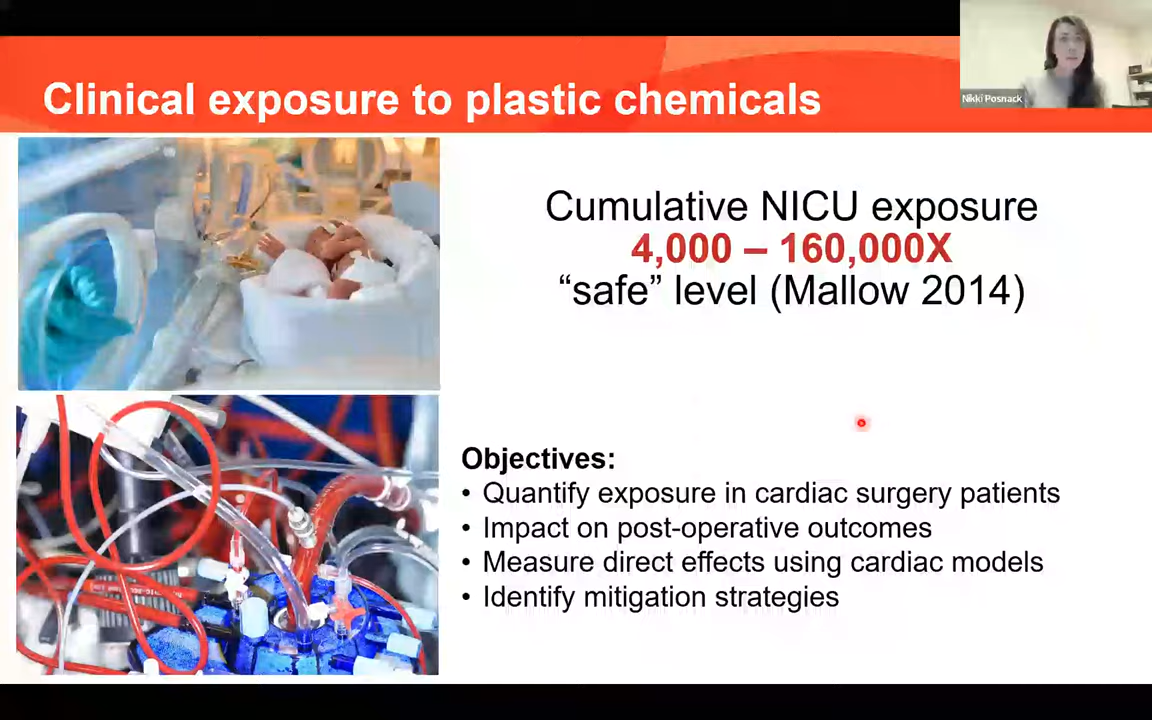 Clinical exposure to plastic chemicals
Nikki Posnack
Cumulative NICU exposure
4,000 – 160,000X
“safe” level (Mallow 2014)
Objectives:
• Quantify exposure in cardiac surgery patients
• Impact on post-operative outcomes
• Measure direct effects using cardiac models
• Identify mitigation strategies